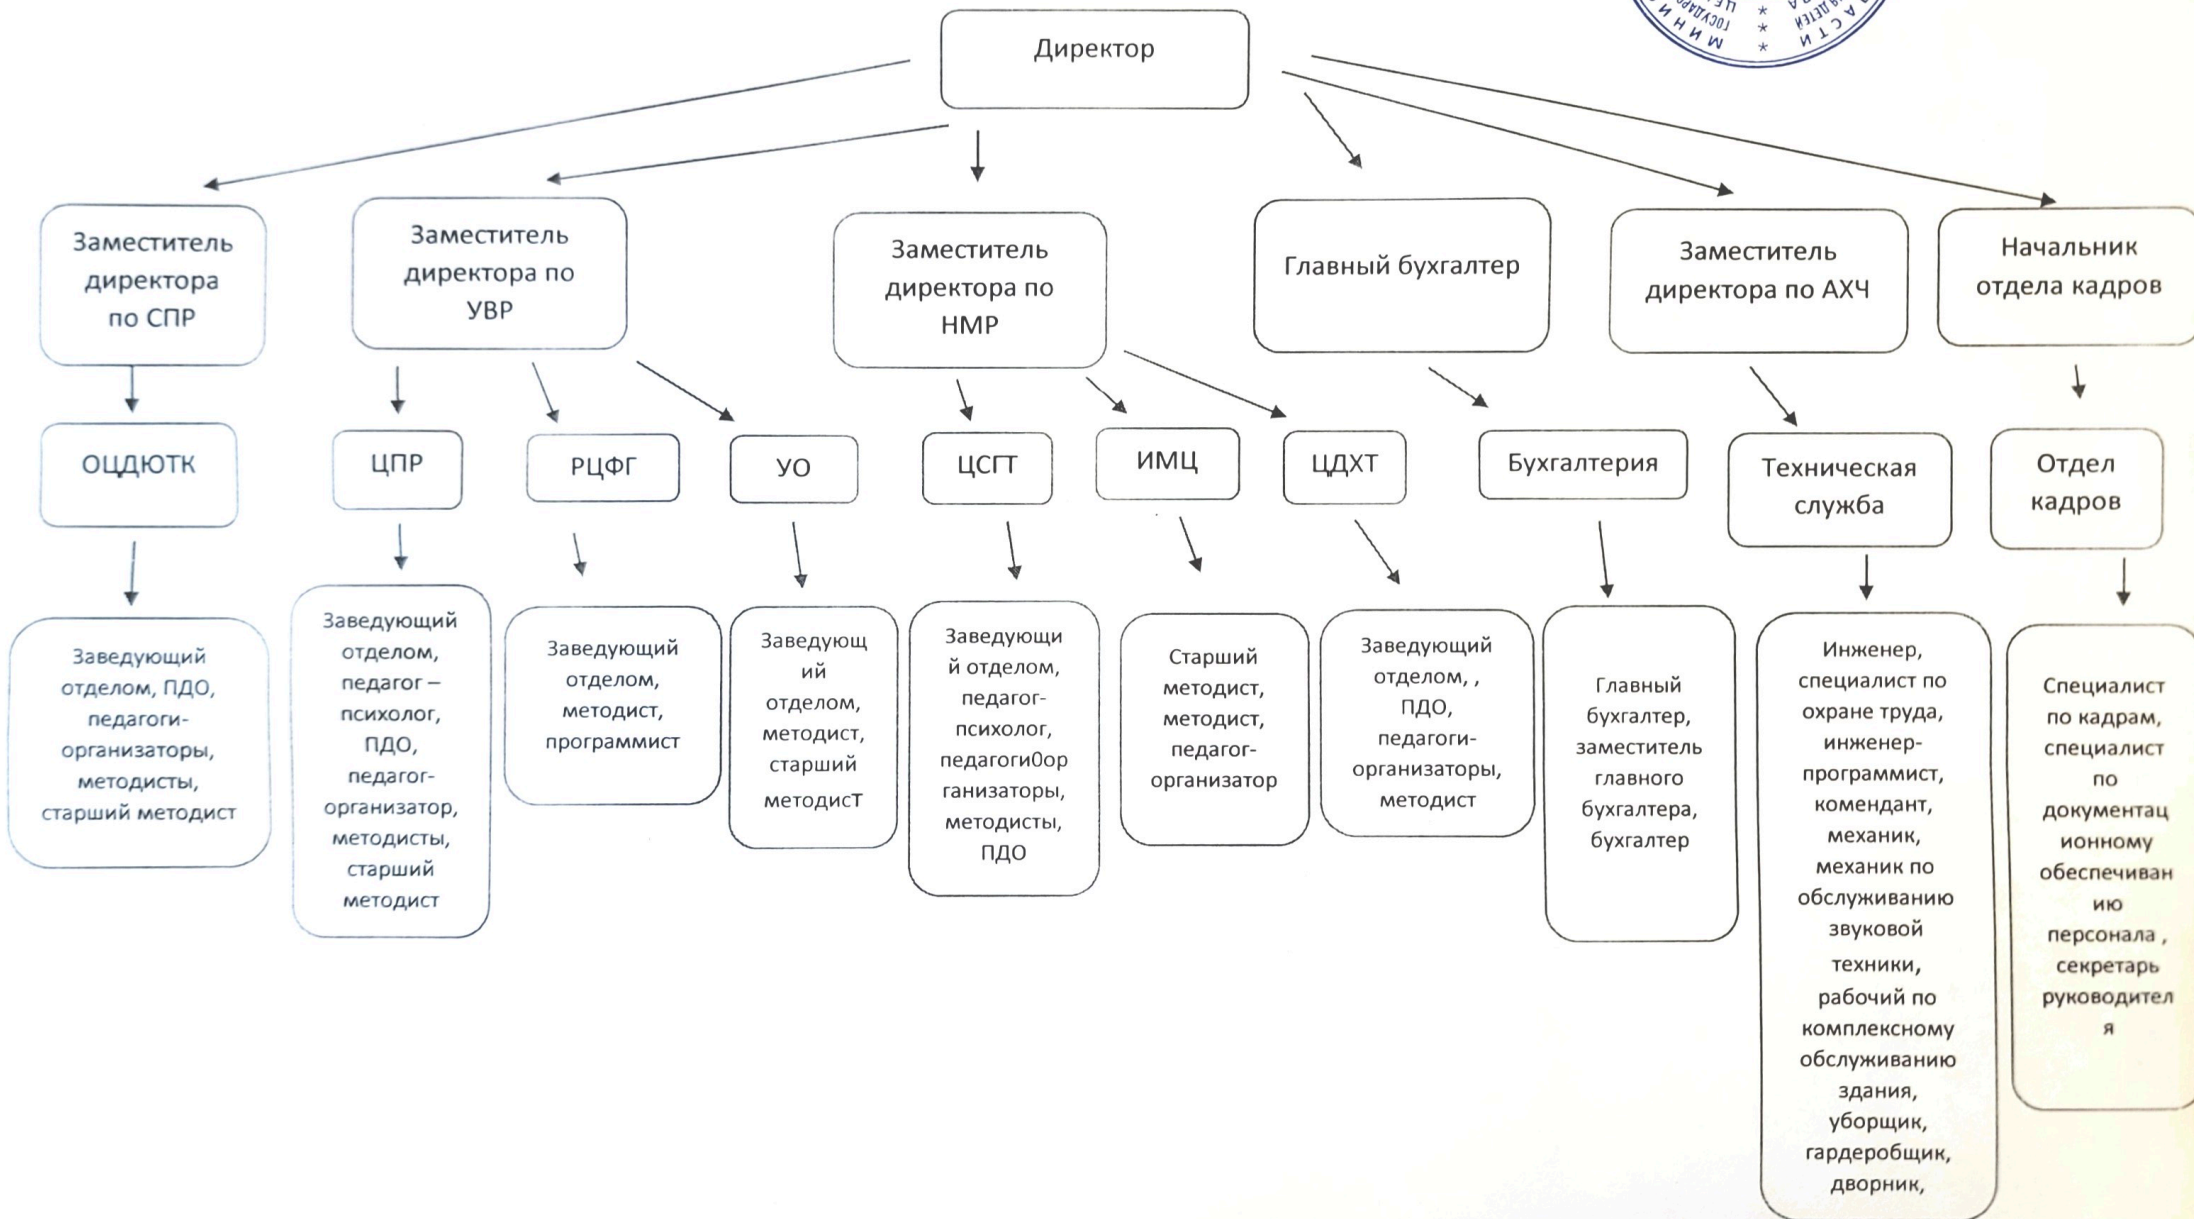 Директор
Заместитель
директора
по СПР
Заместитель
директора по
УВР
Заместитель
директора по
НМР
Главный бухгалтер
Заместитель
директора по АХЧ
Начальник
отдела кадров
ОЦДЮТК
ЦПР
РЦФГ
УО
ЦСГТ
ИМЦ
ЦДХТ
Бухгалтерия
Техническая
служба
Отдел
кадров
Заведующий
отделом, ПДО,
педагоги-
организаторы,
методисты,
старший методист
Заведующий
отделом,
педагог –
психолог,
ПДО,
педагог-
организатор,
методисты,
старший
методист
Заведующий
отделом,
методист,
программист
Заведующ
ий
отделом,
методист,
старший
методист
Заведующи
й отделом,
педагог-
психолог,
педагоги0ор
ганизаторы,
методисты,
ПДО
Старший
методист,
методист,
педагог-
организатор
Заведующий
отделом, ,
ПДО,
педагоги-
организаторы,
методист
Главный
бухгалтер,
заместитель
главного
бухгалтера,
бухгалтер
Инженер,
специалист по
охране труда,
инженер-
программист,
комендант,
механик,
механик по
обслуживанию
звуковой
техники,
рабочий по
комплексному
обслуживанию
здания,
уборщик,
гардеробщик,
дворник,
Специалист
по кадрам,
специалист
по
документац
ионному
обеспечиван
ию
персонала ,
секретарь
руководител
я